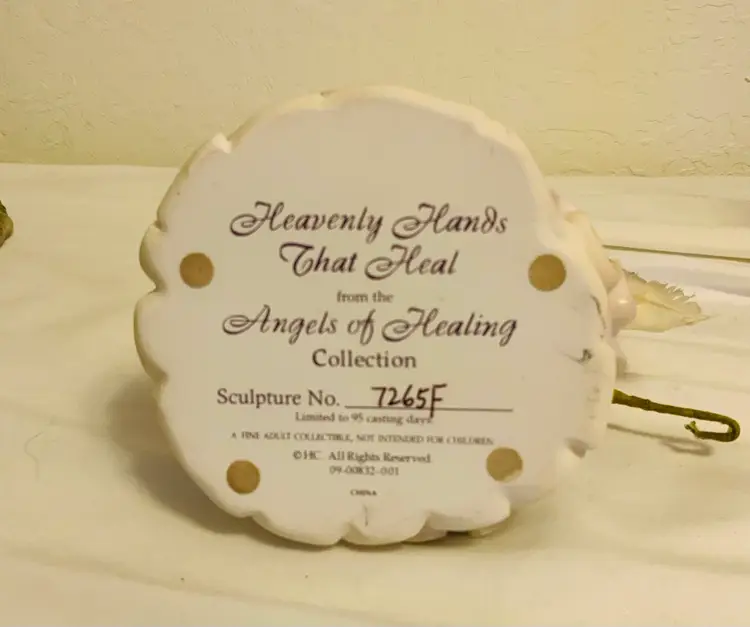 Heavenly Hands
That Heal
from the
Angels of Healing
Collection
Sculpture No. 7265F
Limited to 95 casting days.
A FINE ADULT COLLECTIBLE, NOT INTENDED FOR CHILDREN.
©HC. All Rights Reserved.
09-00832-001
CHINA